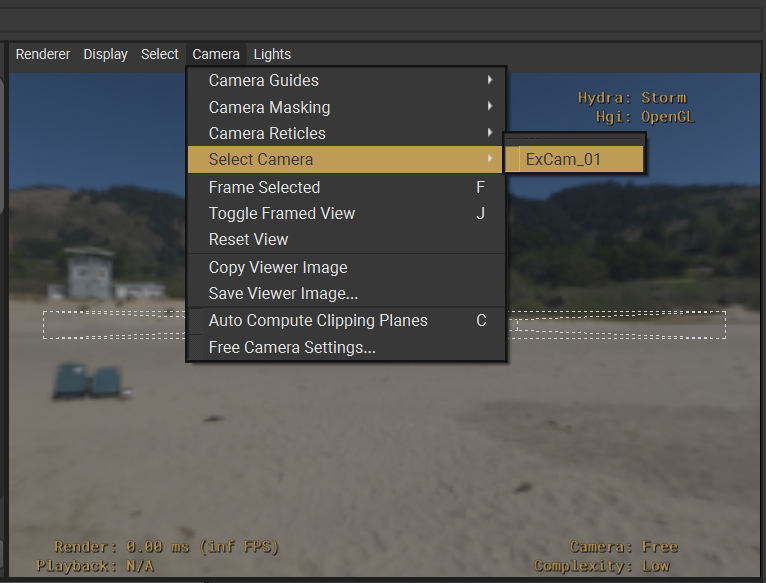 Renderer Display Select Camera Lights
Camera Guides
Camera Masking
Camera Reticles
Select Camera
ExCam_01
Frame Selected F
Toggle Framed View J
Reset View
Copy Viewer Image
Save Viewer Image...
Auto Compute Clipping Planes C
Free Camera Settings...
Hydra: Storm
Hgi: OpenGL
Render: 0.00 ms (inf FPS)
Playback: N/A
Camera: Free
Complexity: Low